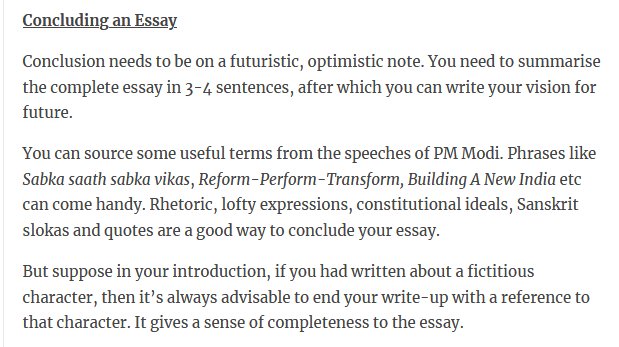 Concluding an Essay
Conclusion needs to be on a futuristic, optimistic note. You need to summarise
the complete essay in 3-4 sentences, after which you can write your vision for
future.
You can source some useful terms from the speeches of PM Modi. Phrases like
Sabka saath sabka vikas, Reform-Perform-Transform, Building A New India etc
can come handy. Rhetoric, lofty expressions, constitutional ideals, Sanskrit
slokas and quotes are a good way to conclude your essay.
But suppose in your introduction, if you had written about a fictitious
character, then it’s always advisable to end your write-up with a reference to
that character. It gives a sense of completeness to the essay.